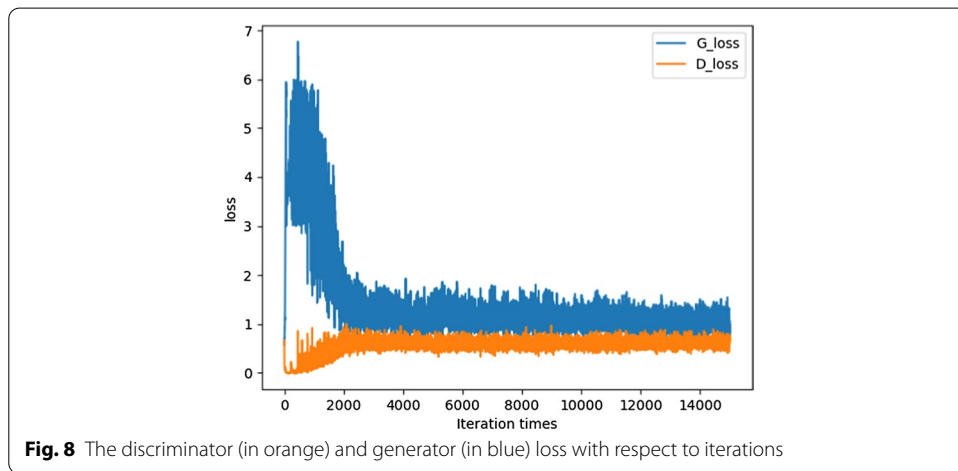 7
6
5
4
3
2
1
0
loss
G_loss
D_loss
0 2000 4000 6000 8000 10000 12000 14000
Iteration times
Fig. 8 The discriminator (in orange) and generator (in blue) loss with respect to iterations